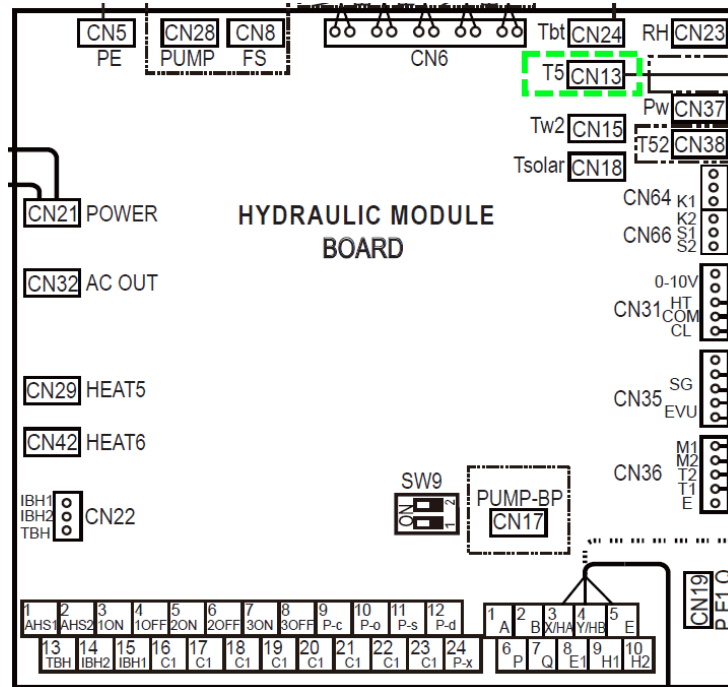 CN5 CN28 CN8 CN6 Tbt CN24 RH CN23
PE PUMP FS
T5 CN13
Pw CN37
Tw2 CN15
T52 CN38
Tsolar CN18
CN64 K1
CN21 POWER
HYDRAULIC MODULE
BOARD
K2
CN66 S1
S2
CN32 AC OUT
0-10V
CN31 HT
COM
CL
CN29 HEAT5
SG
CN35
EVU
CN42 HEAT6
M1
M2
CN36 T2
T1
E
IBH1
IBH2 CN22
TBH
SW9
ON 2
1
PUMP-BP
CN17
CN19
1 2 3 4 5 6 7 8 9 10 11 12
AHS1 AHS2 1ON 1OFF 2ON 2OFF 3ON 3OFF P-c P-o P-s P-d
13 14 15 16 17 18 19 20 21 22 23 24
TBH IBH2 IBH1 C1 C1 C1 C1 C1 C1 C1 C1 P-x
1 2 3 4 5
A B X/HA Y/HB E
6 7 8 9 10
P Q E1 H1 H2